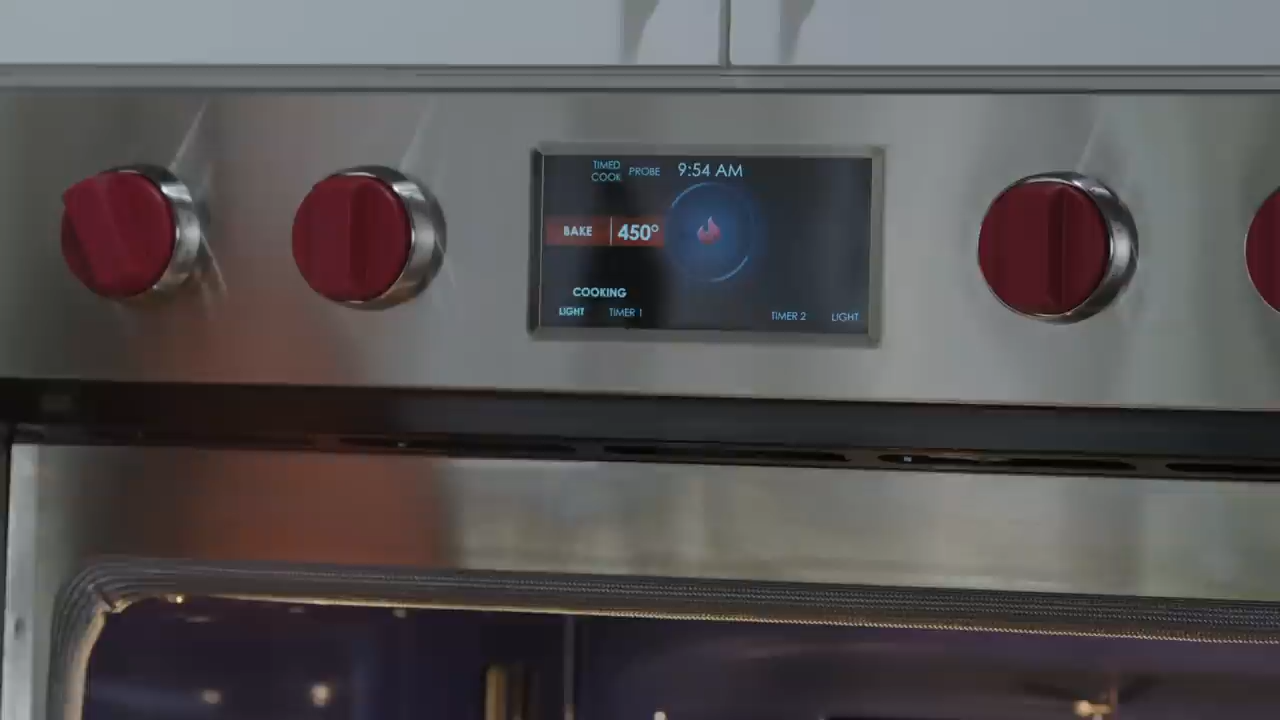 TIMED COOK PROBE 9:54 AM
BAKE 450°
COOKING
LIGHT TIMER 1 TIMER 2 LIGHT